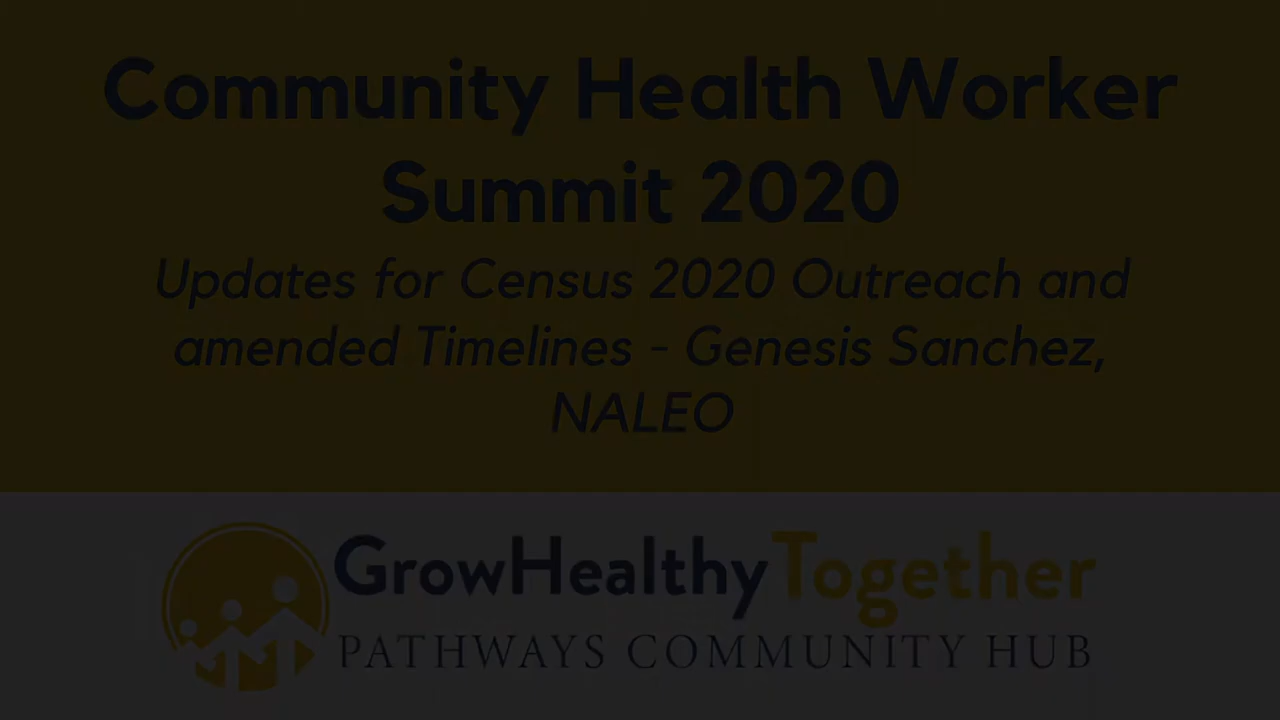 Community Health Worker
Summit 2020
Updates for Census 2020 Outreach and
amended Timelines - Genesis Sanchez,
NALEO
GrowHealthyTogether
PATHWAYS COMMUNITY HUB